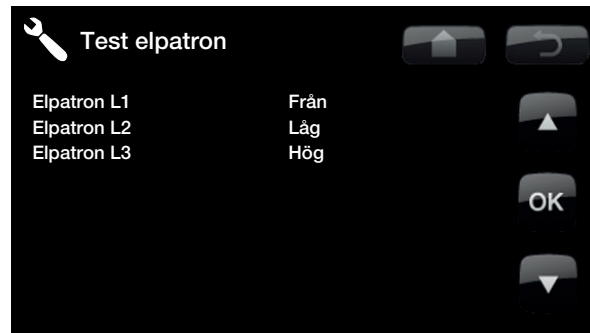 Test elpatron
Elpatron L1 Från
Elpatron L2 Låg
Elpatron L3 Hög
OK